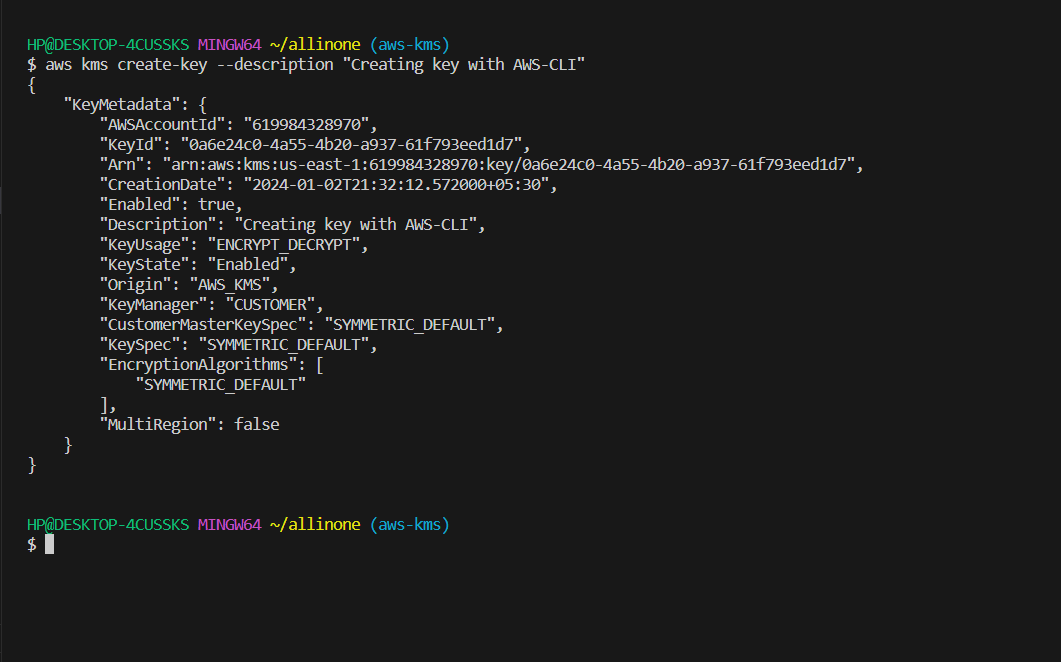 HP@DESKTOP-4CUSSKS MINGW64 ~/allinone (aws-kms)
$ aws kms create-key --description "Creating key with AWS-CLI"
{
    "KeyMetadata": {
        "AWSAccountId": "619984328970",
        "KeyId": "0a6e24c0-4a55-4b20-a937-61f793eed1d7",
        "Arn": "arn:aws:kms:us-east-1:619984328970:key/0a6e24c0-4a55-4b20-a937-61f793eed1d7",
        "CreationDate": "2024-01-02T21:32:12.572000+05:30",
        "Enabled": true,
        "Description": "Creating key with AWS-CLI",
        "KeyUsage": "ENCRYPT_DECRYPT",
        "KeyState": "Enabled",
        "Origin": "AWS_KMS",
        "KeyManager": "CUSTOMER",
        "CustomerMasterKeySpec": "SYMMETRIC_DEFAULT",
        "KeySpec": "SYMMETRIC_DEFAULT",
        "EncryptionAlgorithms": [
            "SYMMETRIC_DEFAULT"
        ],
        "MultiRegion": false
    }
}
HP@DESKTOP-4CUSSKS MINGW64 ~/allinone (aws-kms)
$